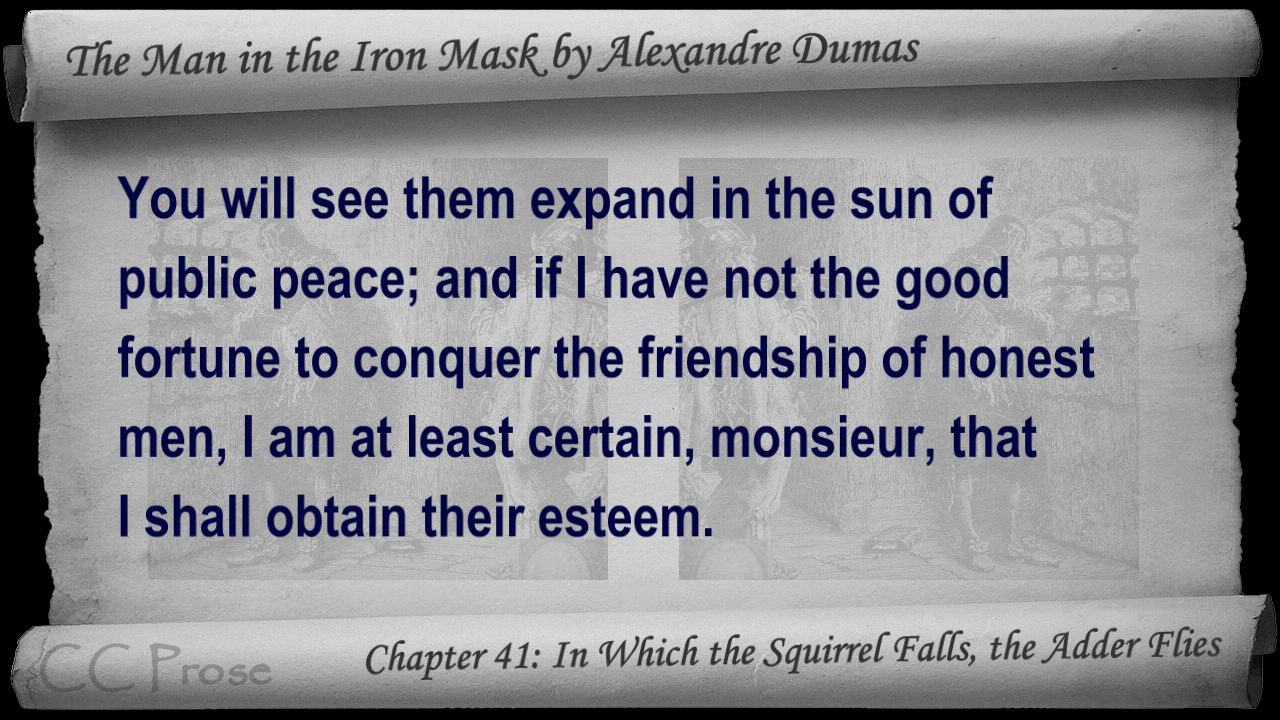 The Man in the Iron Mask by Alexandre Dumas
You will see them expand in the sun of
public peace; and if I have not the good
fortune to conquer the friendship of honest
men, I am at least certain, monsieur, that
I shall obtain their esteem.
CC Prose
Chapter 41: In Which the Squirrel Falls, the Adder Flies